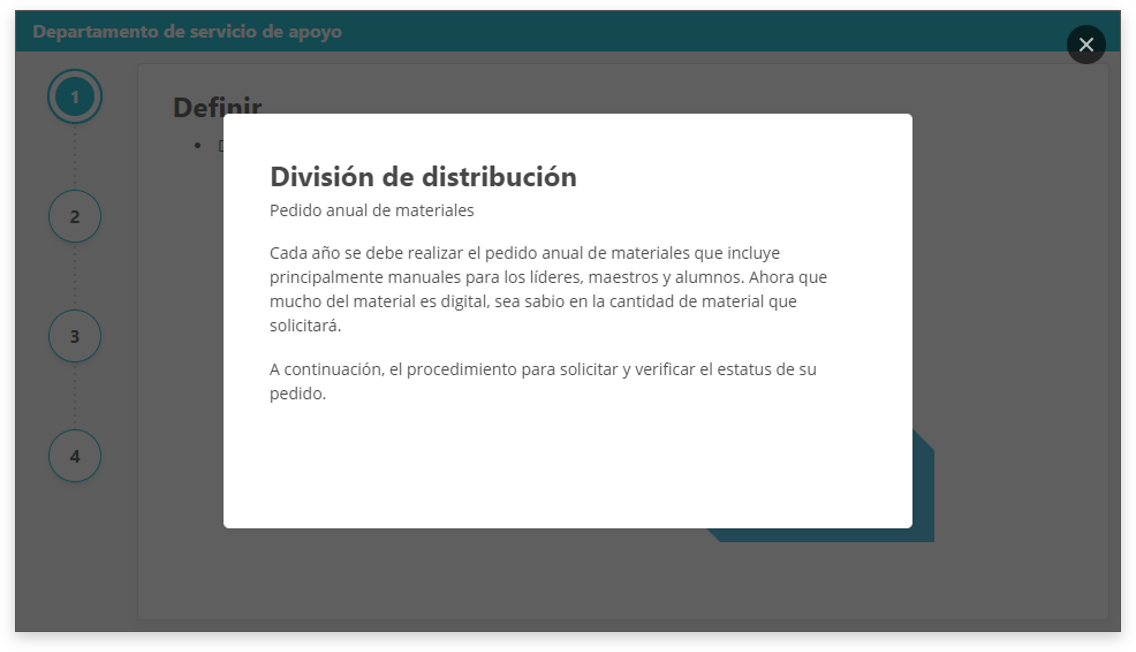 Departamento de servicio de apoyo
1
Definir
División de distribución
Pedido anual de materiales
Cada año se debe realizar el pedido anual de materiales que incluye
principalmente manuales para los líderes, maestros y alumnos. Ahora que
mucho del material es digital, sea sabio en la cantidad de material que
solicitará.
A continuación, el procedimiento para solicitar y verificar el estatus de su
pedido.
2
3
4